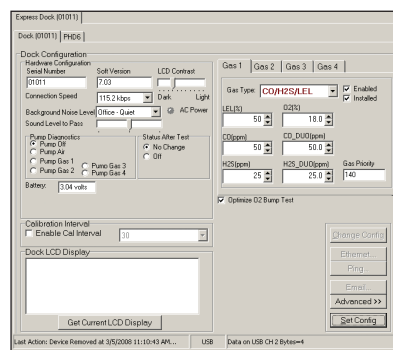 Express Dock (01011)
Dock (01011) PHD6
Dock Configuration
Hardware Configuration
Serial Number Soft Version LCD Contrast
01011 7.03
Connection Speed 115.2 kbps Dark Light
Background Noise Level Office - Quiet AC Power
Sound Level to Pass
Pump Diagnostics
Pump Off
Pump Air
Pump Gas 1
Pump Gas 2
Pump Gas 3
Pump Gas 4
Status After Test
No Change
Off
Battery: 3.04 volts
Calibration Interval
Enable Cal Interval 30
Dock LCD Display
Get Current LCD Display
Gas 1 Gas 2 Gas 3 Gas 4
Gas Type: CO/H2S/LEL Enabled
Installed
LEL(%) O2(%)
50 18.0
CO(ppm) CO_DUO(ppm)
50 50.0
H2S(ppm) H2S_DUO(ppm) Gas Priority
25 25.0 140
Optimize O2 Bump Test
Change Config
Ethernet...
Ping...
Email...
Advanced >>
Set Config
Last Action: Device Removed at 3/5/2008 11:10:43 AM... USB Data on USB CH 2 Bytes=4